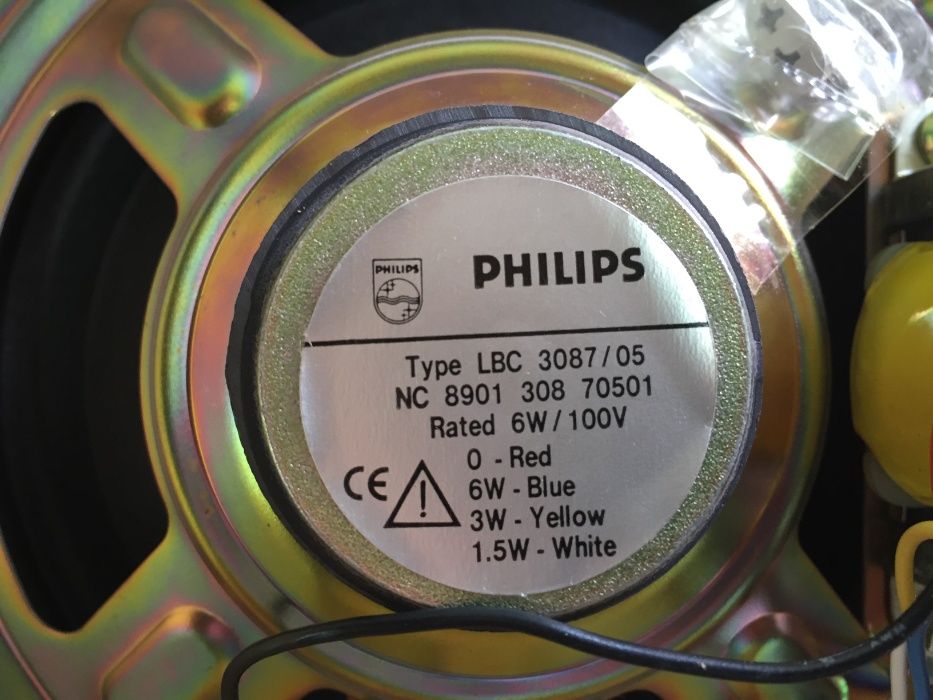 PHILIPS
PHILIPS
Type LBC 3087/05
NC 8901 308 70501
Rated 6W/100V
0 - Red
CE
6W - Blue
!
3W - Yellow
1.5W - White